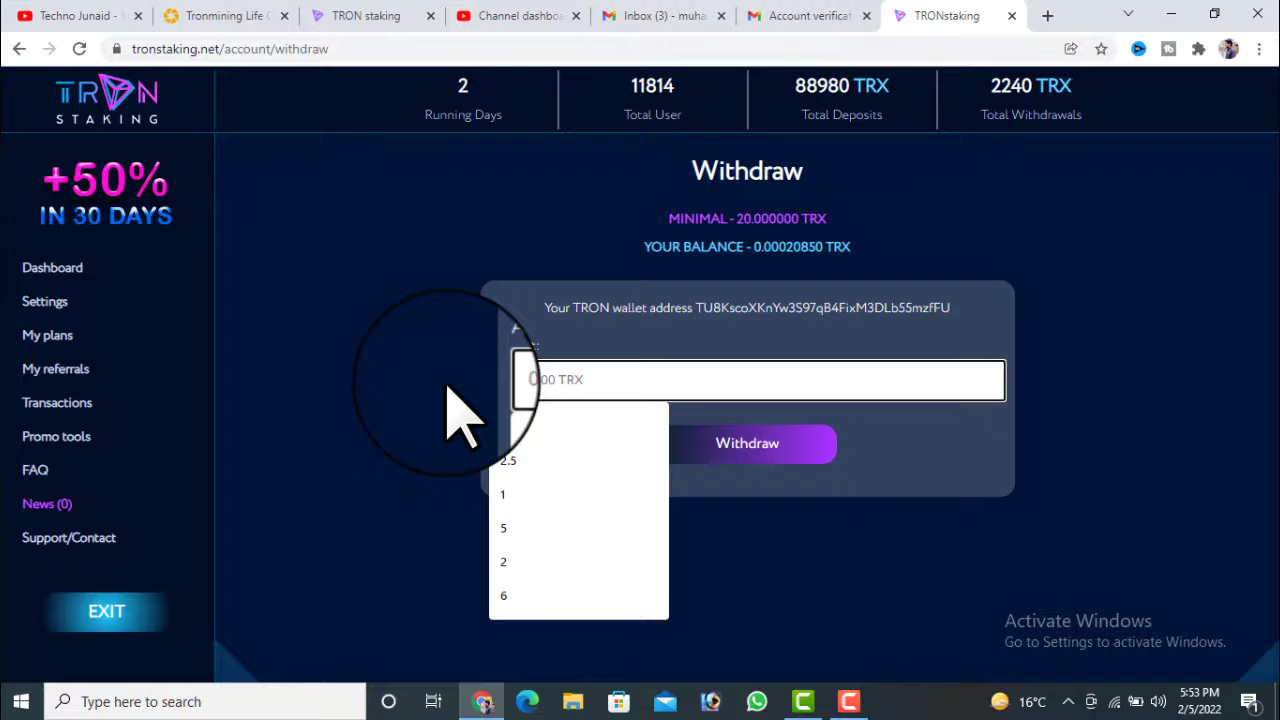 Techno Junaid - Y
Tronmining Life C
TRON staking
Channel dashboa
Inbox (3) - muha
Account verificat
TRONstaking
tronstaking.net/account/withdraw
TRON
STAKING
2
Running Days
11814
Total User
88980 TRX
Total Deposits
2240 TRX
Total Withdrawals
+50%
IN 30 DAYS
Dashboard
Settings
My plans
My referrals
Transactions
Promo tools
FAQ
News (0)
Support/Contact
EXIT
Withdraw
MINIMAL - 20.000000 TRX
YOUR BALANCE - 0.00020850 TRX
Your TRON wallet address TU8KscoXKnYw3S97qB4FixM3DLb55mzfFU
0.00 TRX
2.5
1
5
2
6
Withdraw
Activate Windows
Go to Settings to activate Windows.
Type here to search
16°C
5:53 PM
2/5/2022
1